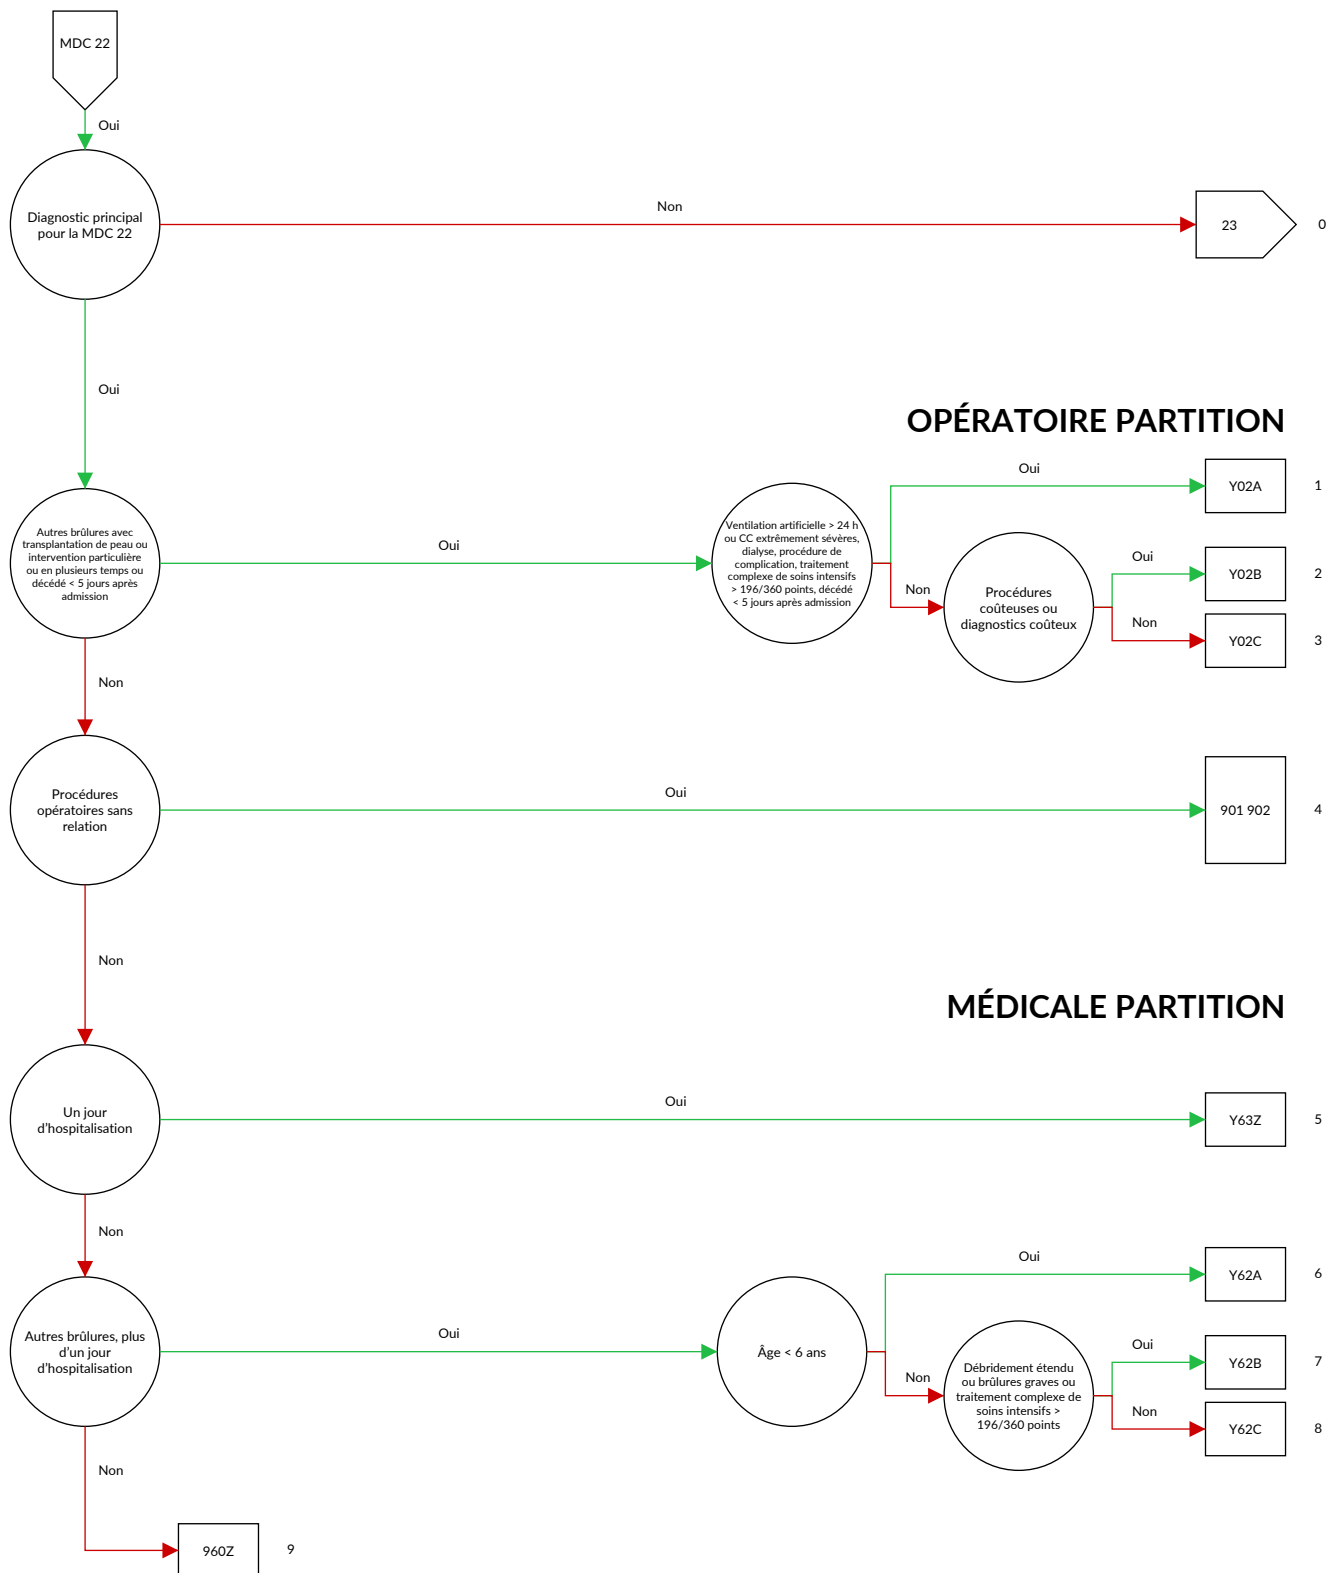 MDC 22
Oui
Diagnostic principal
pour la MDC 22
Non
23
0
Oui
OPÉRATOIRE PARTITION
Autres brûlures avec
transplantation de peau ou
intervention particulière
ou en plusieurs temps ou
décédé < 5 jours après
admission
Oui
Ventilation artificielle > 24 h
ou CC extrêmement sévères,
dialyse, procédure de
complication, traitement
complexe de soins intensifs
> 196/360 points, décédé
< 5 jours après admission
Oui
Y02A
1
Non
Procédures
coûteuses ou
diagnostics coûteux
Oui
Y02B
2
Non
Y02C
3
Non
Procédures
opératoires sans
relation
Oui
901 902
4
Non
MÉDICALE PARTITION
Un jour
d'hospitalisation
Oui
Y63Z
5
Non
Autres brûlures, plus
d'un jour
d'hospitalisation
Oui
Âge < 6 ans
Oui
Y62A
6
Non
Débridement étendu
ou brûlures graves ou
traitement complexe de
soins intensifs >
196/360 points
Oui
Y62B
7
Non
Y62C
8
Non
960Z
9